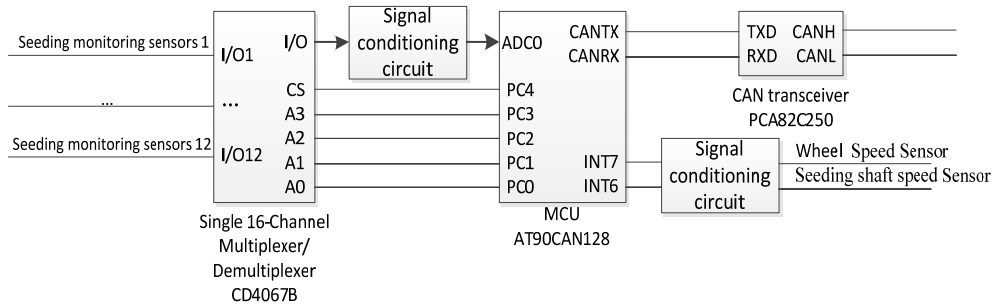 Seeding monitoring sensors 1
...
Seeding monitoring sensors 12
I/O1
...
I/O12
I/O
CS
A3
A2
A1
A0
Single 16-Channel
Multiplexer/
Demultiplexer
CD4067B
Signal
conditioning
circuit
ADC0
PC4
PC3
PC2
PC1
PC0
CANTX
CANRX
INT7
INT6
MCU
AT90CAN128
TXD CANH
RXD CANL
CAN transceiver
PCA82C250
Signal
conditioning
circuit
Wheel Speed Sensor
Seeding shaft speed Sensor